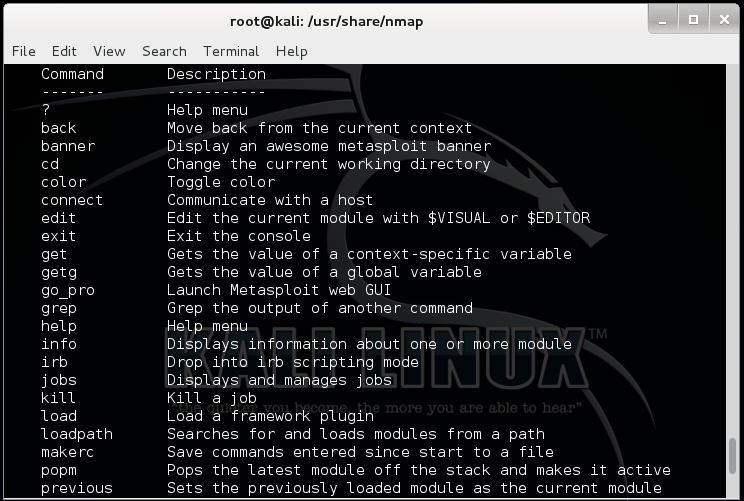 root@kali: /usr/share/nmap
File Edit View Search Terminal Help
Command Description
------- -----------
? Help menu
back Move back from the current context
banner Display an awesome metasploit banner
cd Change the current working directory
color Toggle color
connect Communicate with a host
edit Edit the current module with $VISUAL or $EDITOR
exit Exit the console
get Gets the value of a context-specific variable
getg Gets the value of a global variable
go_pro Launch Metasploit web GUI
grep Grep the output of another command
help Help menu
info Displays information about one or more module
irb Drop into irb scripting mode
jobs Displays and manages jobs
kill Kill a job
load Load a framework plugin
loadpath Searches for and loads modules from a path
makerc Save commands entered since start to a file
popm Pops the latest module off the stack and makes it active
previous Sets the previously loaded module as the current module
KALI LINUX™
"the quieter you become, the more you are able to hear"